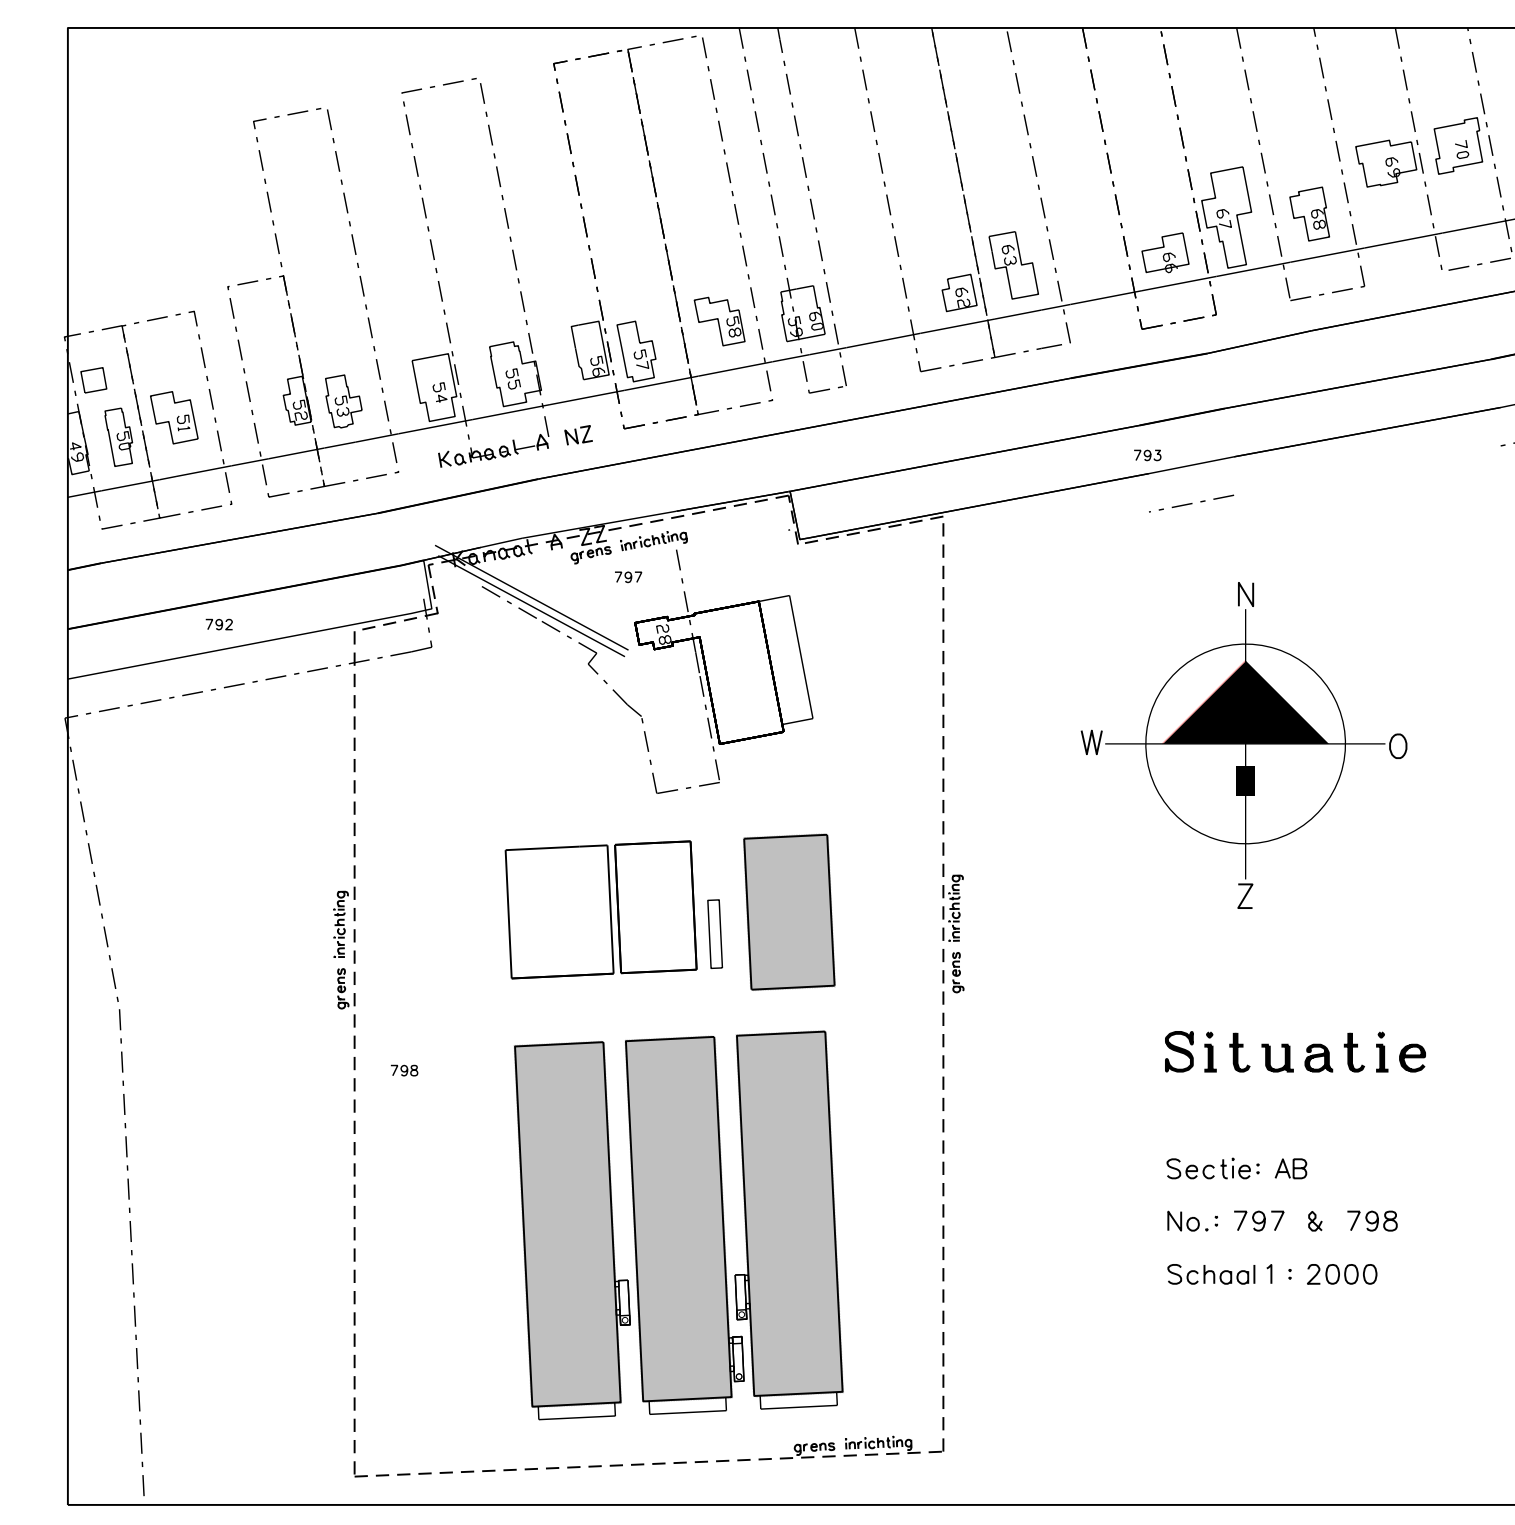 70
69
67
68
63
66
62
60
59
58
57
56
55
54
53
52
51
50
49
Kanaal A NZ
793
Kanaal A ZZ
grens inrichting
797
792
28
N
W
O
Z
grens inrichting
grens inrichting
798
Situatie
Sectie: AB
No.: 797 & 798
Schaal 1 : 2000
grens inrichting